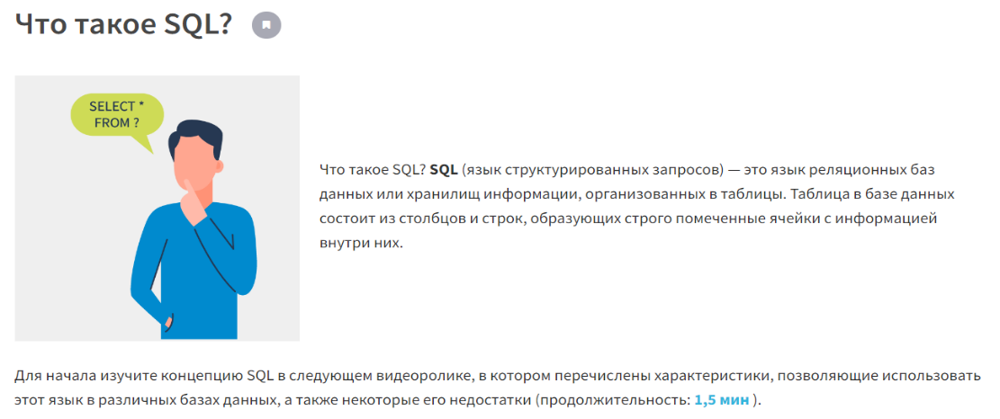 Что такое SQL?
SELECT *
FROM ?
Что такое SQL? SQL (язык структурированных запросов) — это язык реляционных баз
данных или хранилищ информации, организованных в таблицы. Таблица в базе данных
состоит из столбцов и строк, образующих строго помеченные ячейки с информацией
внутри них.
Для начала изучите концепцию SQL в следующем видеоролике, в котором перечислены характеристики, позволяющие использовать
этот язык в различных базах данных, а также некоторые его недостатки (продолжительность: 1,5 мин ).